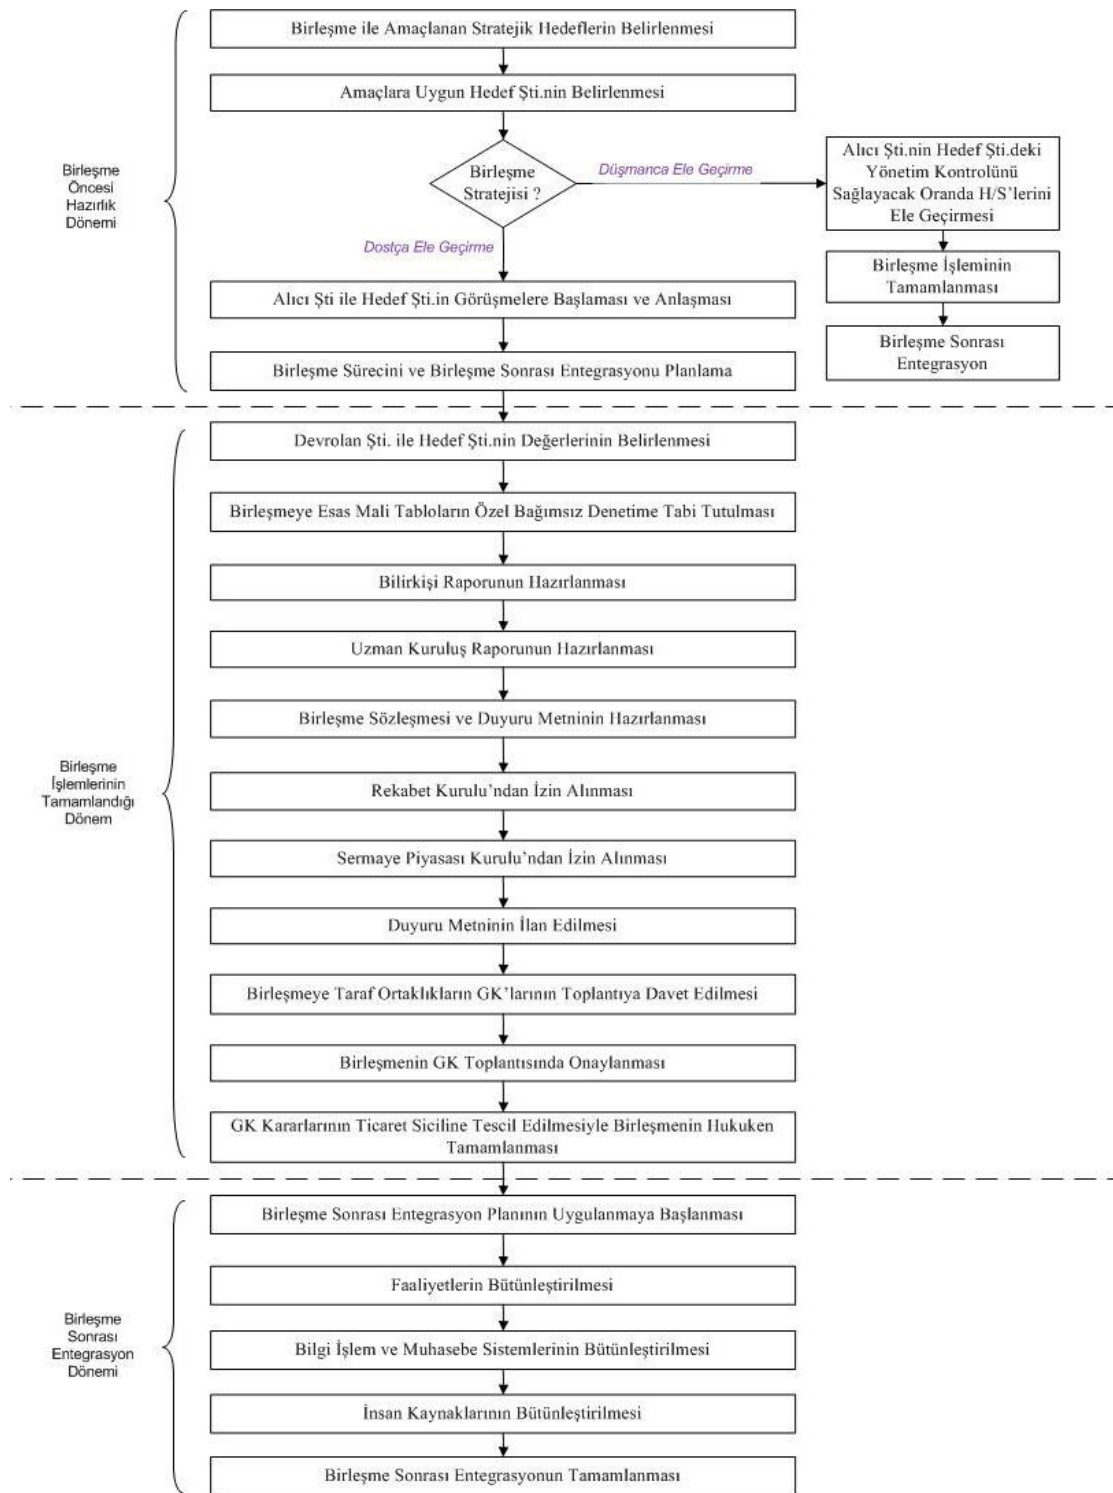 Birleşme ile Amaçlanan Stratejik Hedeflerin Belirlenmesi
Amaçlara Uygun Hedef Şti.nin Belirlenmesi
Birleşme
Öncesi
Hazırlık
Dönemi
Birleşme
Stratejisi ?
Düşmanca Ele Geçirme
Alıcı Şti.nin Hedef Şti.deki
Yönetim Kontrolünü
Sağlayacak Oranda H/S’lerini
Ele Geçirmesi
Dostça Ele Geçirme
Birleşme İşleminin
Tamamlanması
Alıcı Şti ile Hedef Şti.in Görüşmelere Başlaması ve Anlaşması
Birleşme Sonrası
Entegrasyon
Birleşme Sürecini ve Birleşme Sonrası Entegrasyonu Planlama
Devrolan Şti. ile Hedef Şti.nin Değerlerinin Belirlenmesi
Birleşmeye Esas Mali Tabloların Özel Bağımsız Denetime Tabi Tutulması
Bilirkişi Raporunun Hazırlanması
Uzman Kuruluş Raporunun Hazırlanması
Birleşme Sözleşmesi ve Duyuru Metninin Hazırlanması
Birleşme
İşlemlerinin
Tamamlandığı
Dönem
Rekabet Kurulu’ndan İzin Alınması
Sermaye Piyasası Kurulu’ndan İzin Alınması
Duyuru Metninin İlan Edilmesi
Birleşmeye Taraf Ortaklıkların GK’larının Toplantıya Davet Edilmesi
Birleşmenin GK Toplantısında Onaylanması
GK Kararlarının Ticaret Siciline Tescil Edilmesiyle Birleşmenin Hukuken
Tamamlanması
Birleşme Sonrası Entegrasyon Planının Uygulanmaya Başlanması
Faaliyetlerin Bütünleştirilmesi
Birleşme
Sonrası
Entegrasyon
Dönemi
Bilgi İşlem ve Muhasebe Sistemlerinin Bütünleştirilmesi
İnsan Kaynaklarının Bütünleştirilmesi
Birleşme Sonrası Entegrasyonun Tamamlanması